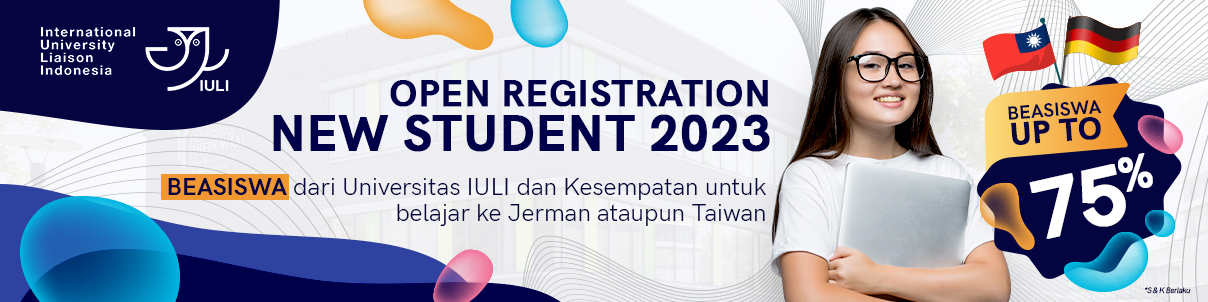 International
University
Liaison
Indonesia
IULI
OPEN REGISTRATION
NEW STUDENT 2023
BEASISWA dari Universitas IULI dan Kesempatan untuk
belajar ke Jerman ataupun Taiwan
BEASISWA
UP TO
75%
*S & K Berlaku